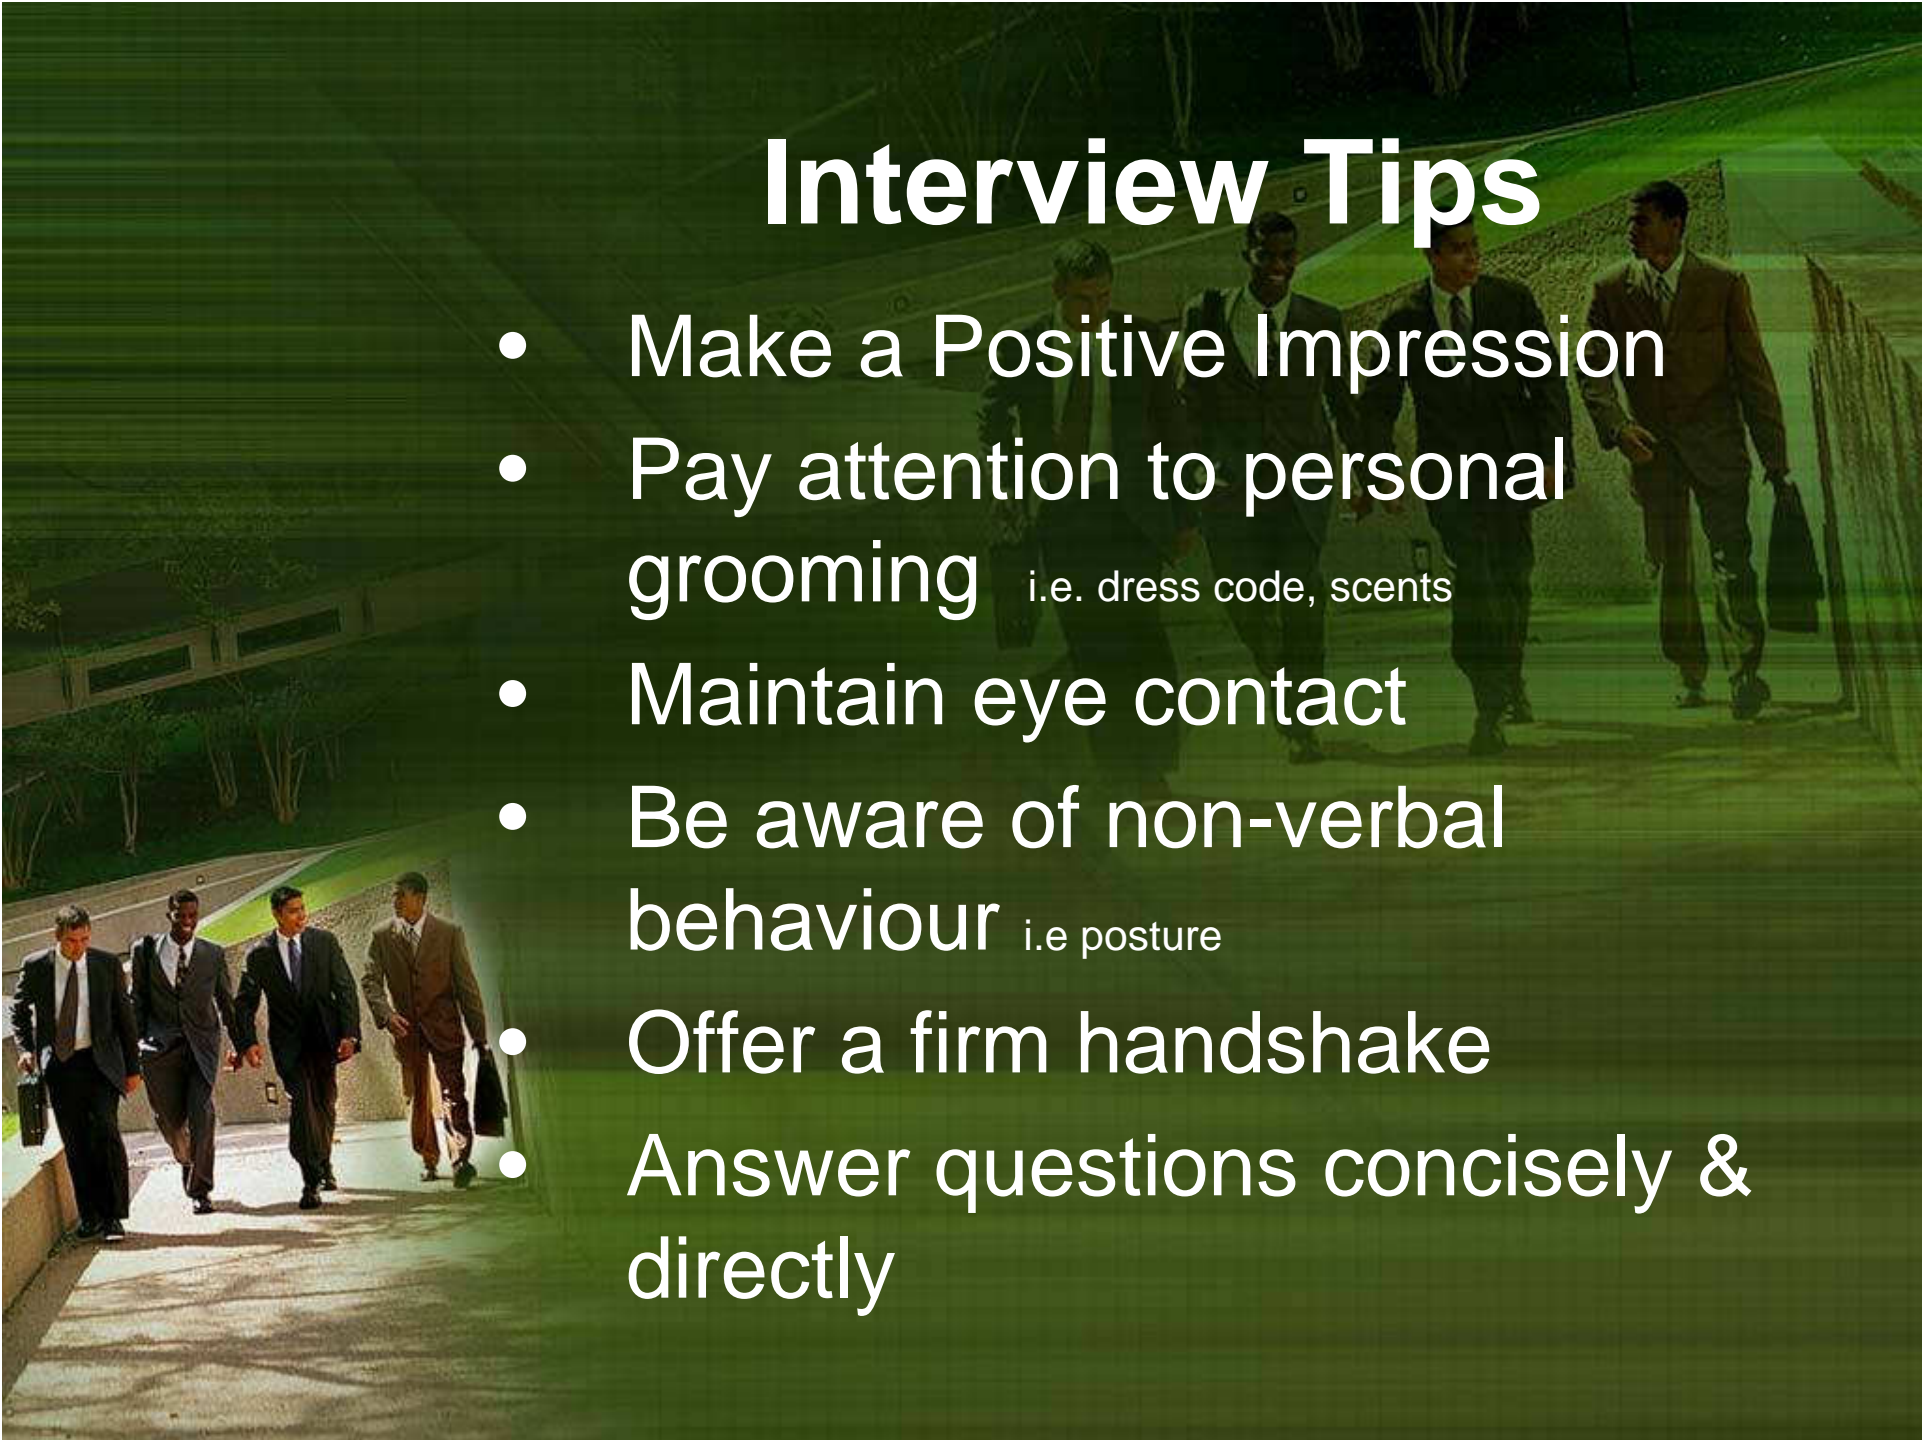 Interview Tips
• Make a Positive Impression
• Pay attention to personal
grooming i.e. dress code, scents
• Maintain eye contact
• Be aware of non-verbal
behaviour i.e posture
• Offer a firm handshake
• Answer questions concisely &
directly